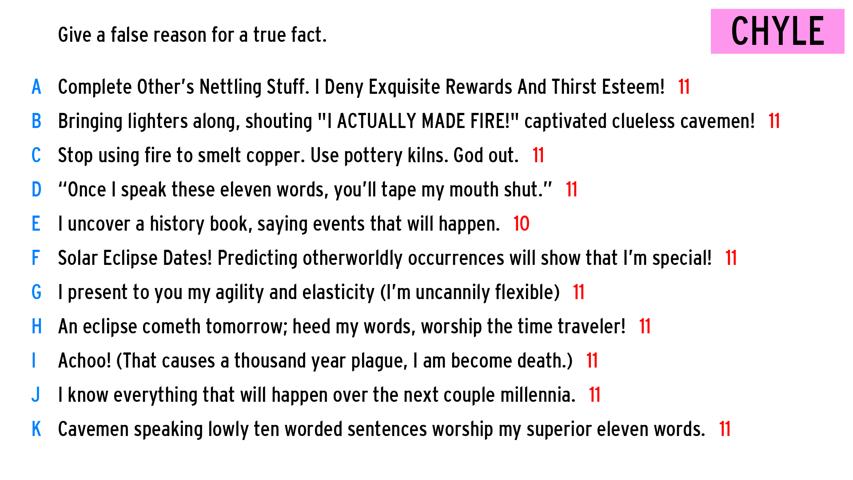 Give a false reason for a true fact.
CHYLE
A Complete Other's Nettling Stuff. I Deny Exquisite Rewards And Thirst Esteem! 11
B Bringing lighters along, shouting "I ACTUALLY MADE FIRE!" captivated clueless cavemen! 11
C Stop using fire to smelt copper. Use pottery kilns. God out. 11
D “Once I speak these eleven words, you'll tape my mouth shut.” 11
E I uncover a history book, saying events that will happen. 10
F Solar Eclipse Dates! Predicting otherworldly occurrences will show that I'm special! 11
G I present to you my agility and elasticity (I'm uncannily flexible) 11
H An eclipse cometh tomorrow; heed my words, worship the time traveler! 11
I Achoo! (That causes a thousand year plague, I am become death.) 11
J I know everything that will happen over the next couple millennia. 11
K Cavemen speaking lowly ten worded sentences worship my superior eleven words. 11